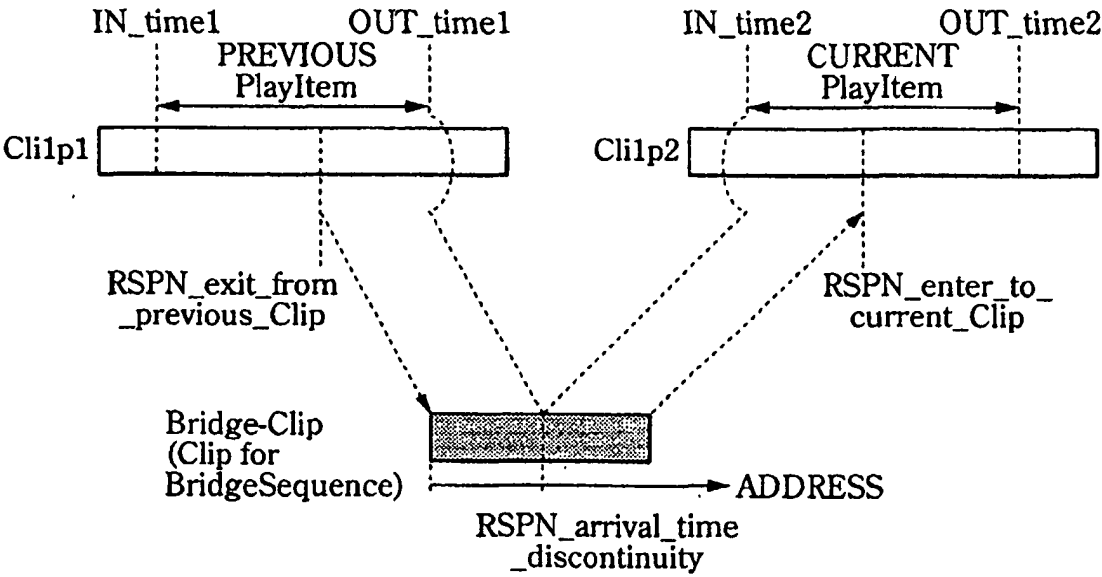 IN_time1
OUT_time1
IN_time2
OUT_time2
PREVIOUS
PlayItem
CURRENT
PlayItem
Cli1p1
Cli1p2
RSPN_exit_from
_previous_Clip
RSPN_enter_to_
current_Clip
Bridge-Clip
(Clip for
BridgeSequence)
ADDRESS
RSPN_arrival_time
_discontinuity